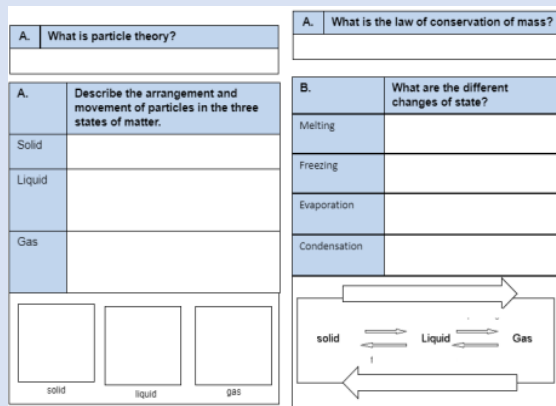 A. What is particle theory?
A. Describe the arrangement and
movement of particles in the three
states of matter.
Solid
Liquid
Gas
solid liquid gas
A. What is the law of conservation of mass?
B. What are the different
changes of state?
Melting
Freezing
Evaporation
Condensation
solid Liquid Gas